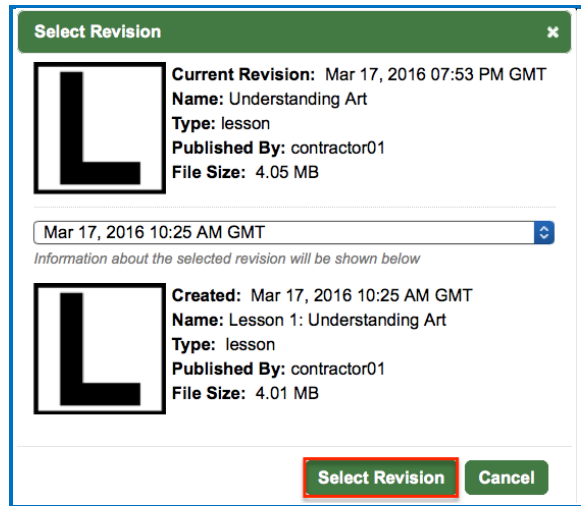 Select Revision ×
Current Revision: Mar 17, 2016 07:53 PM GMT
Name: Understanding Art
Type: lesson
Published By: contractor01
File Size: 4.05 MB
Mar 17, 2016 10:25 AM GMT
Information about the selected revision will be shown below
Created: Mar 17, 2016 10:25 AM GMT
Name: Lesson 1: Understanding Art
Type: lesson
Published By: contractor01
File Size: 4.01 MB
L
L
Select Revision Cancel